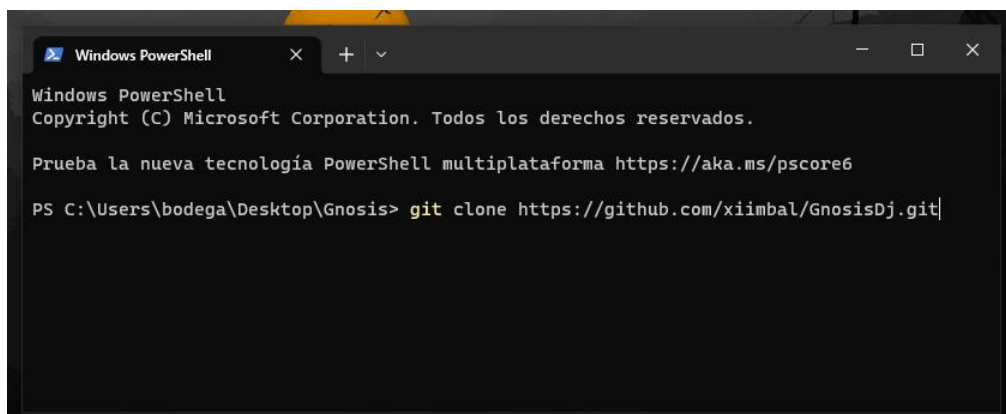 Windows PowerShell
Windows PowerShell
Copyright (C) Microsoft Corporation. Todos los derechos reservados.
Prueba la nueva tecnología PowerShell multiplataforma https://aka.ms/pscore6
PS C:\Users\bodega\Desktop\Gnosis> git clone https://github.com/xiimbal/GnosisDj.git